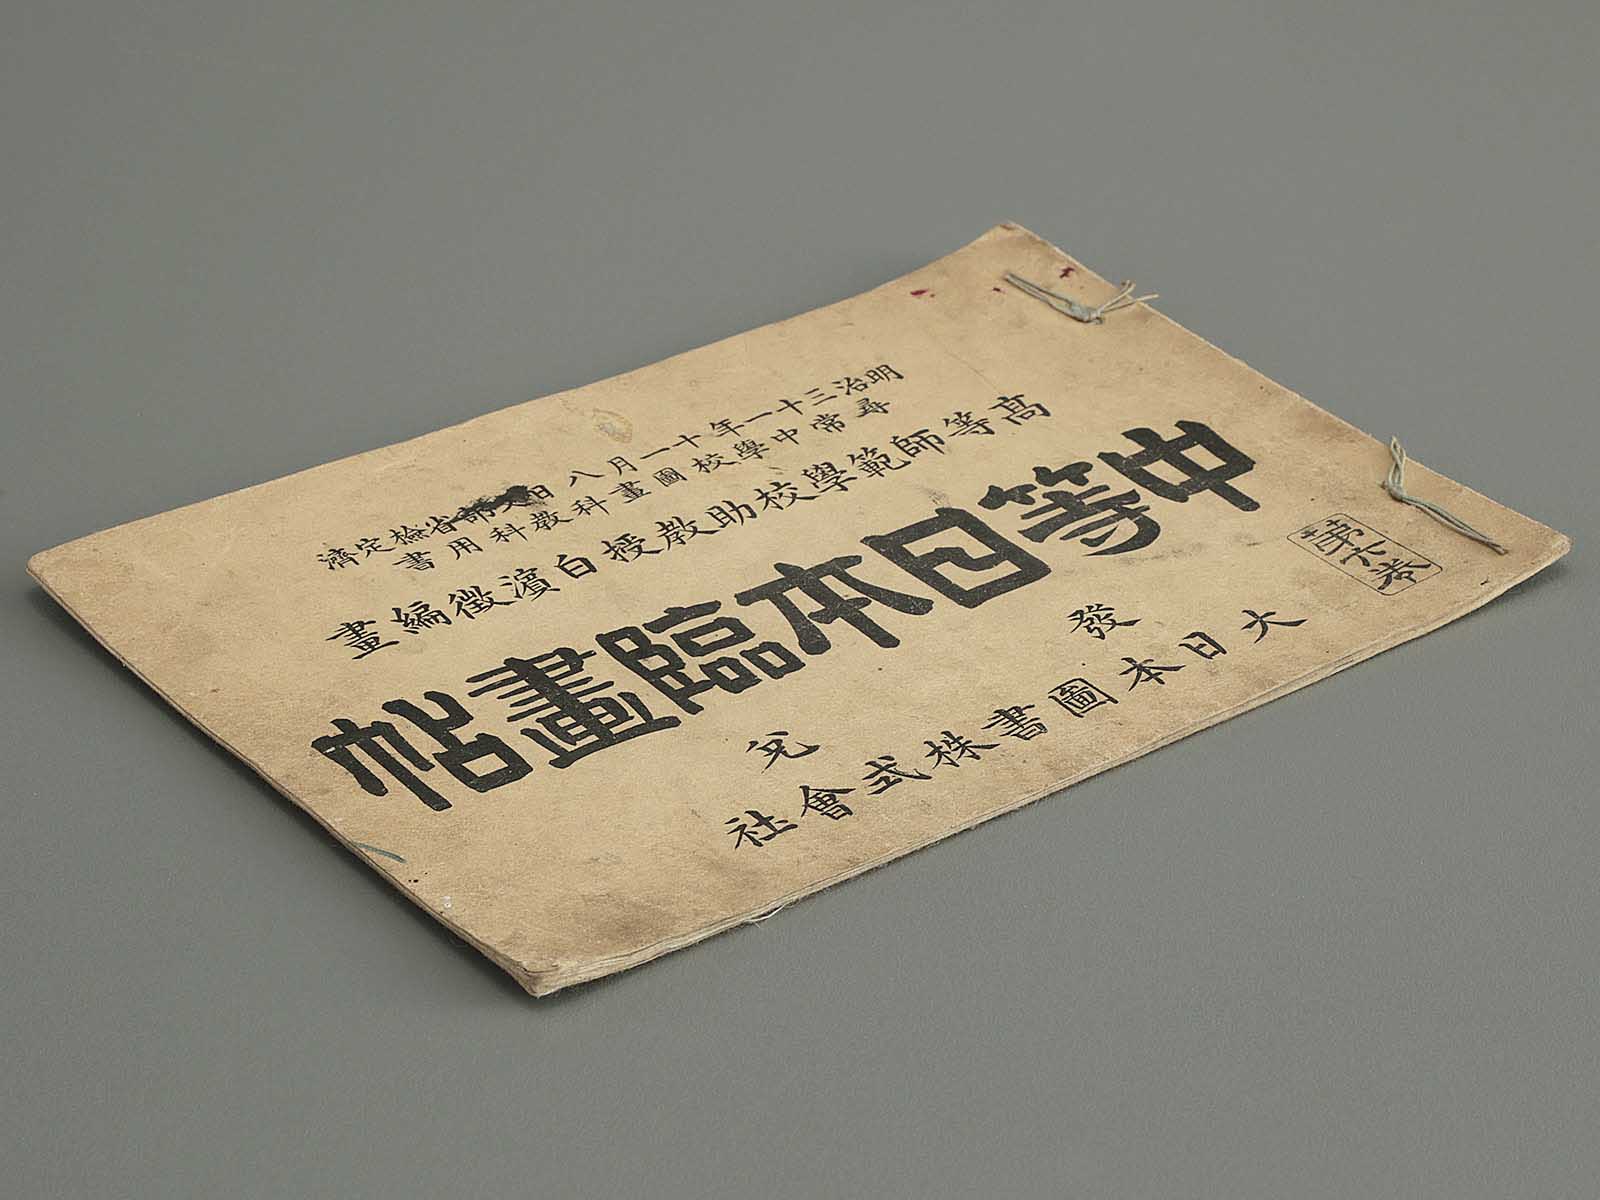 明治三十一年十一月八日文部省檢定濟
尋常中學校圖畫科教科用書
高等師範學校助教授白濱徴編畫
中等日本臨畫帖
第六卷
發兌
大日本圖書株式會社